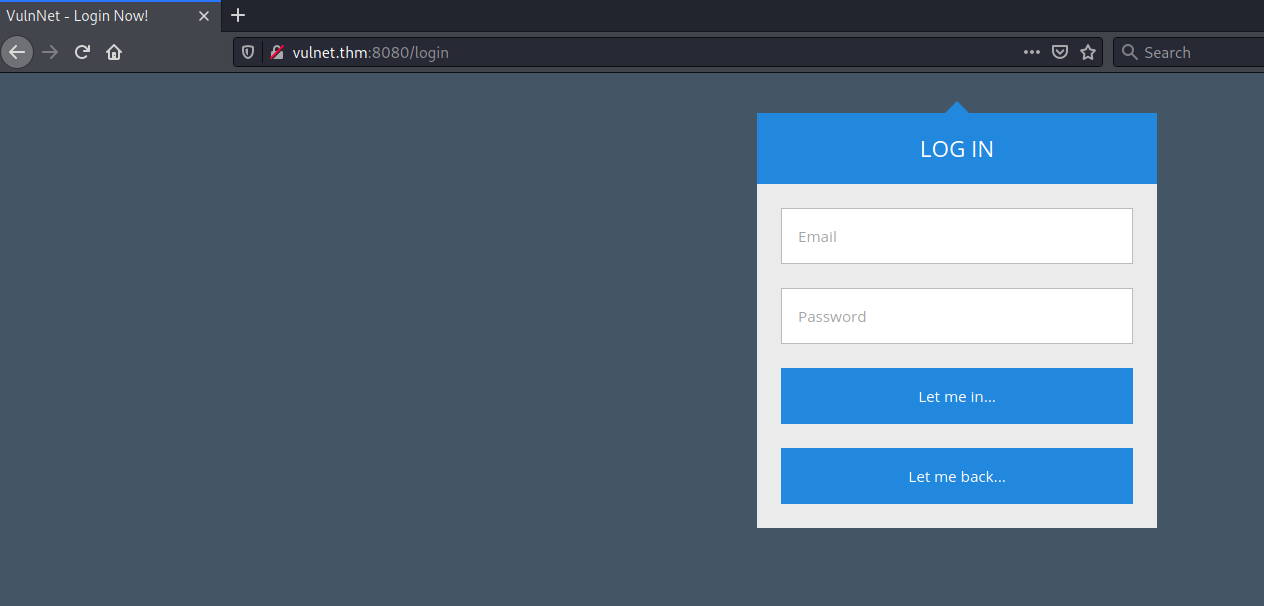 VulnNet - Login Now!
vulnet.thm:8080/login
Search
LOG IN
Email
Password
Let me in...
Let me back...